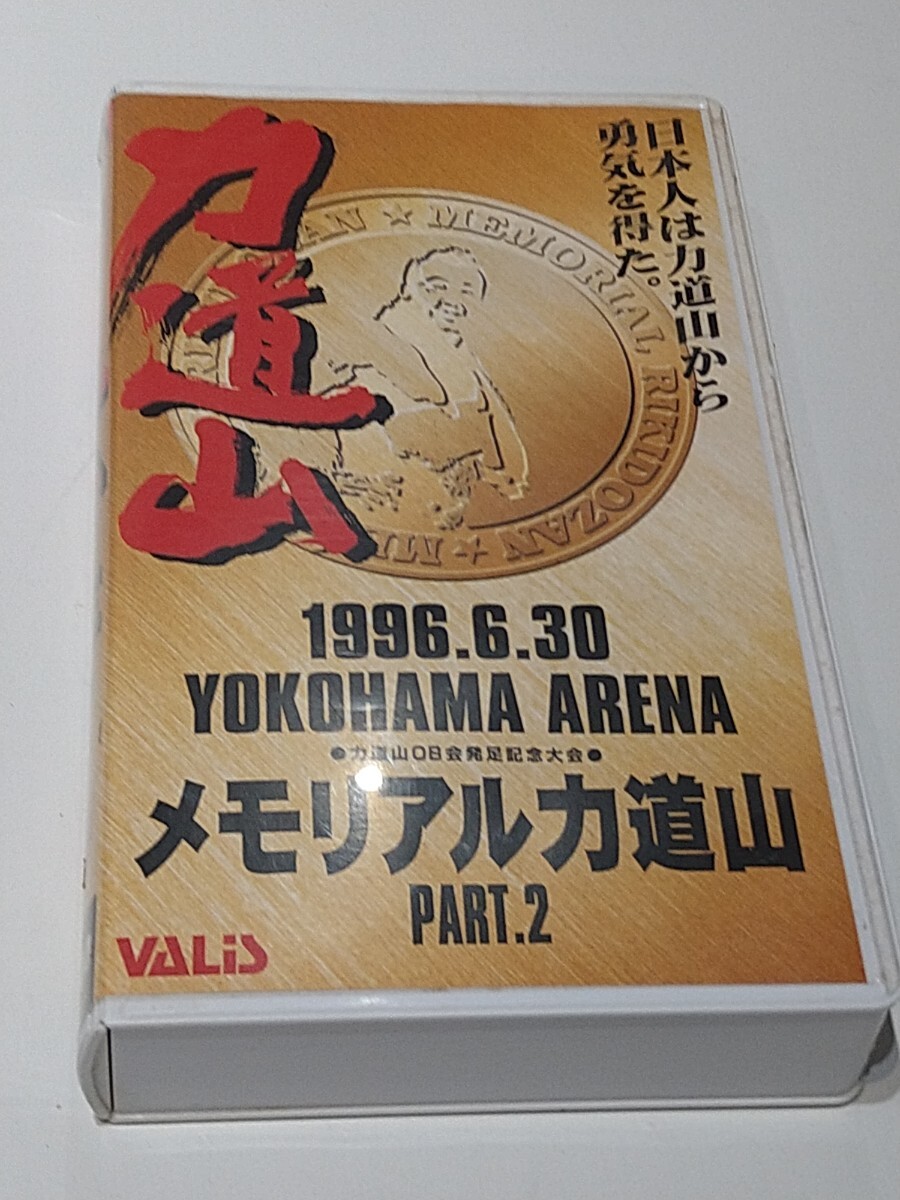 日本人は力道山から
勇気を得た。
力道山
MEMORIAL RIKIDOZAN
1996.6.30
YOKOHAMA ARENA
●力道山OB会発足記念大会●
メモリアル力道山
PART.2
VALiS